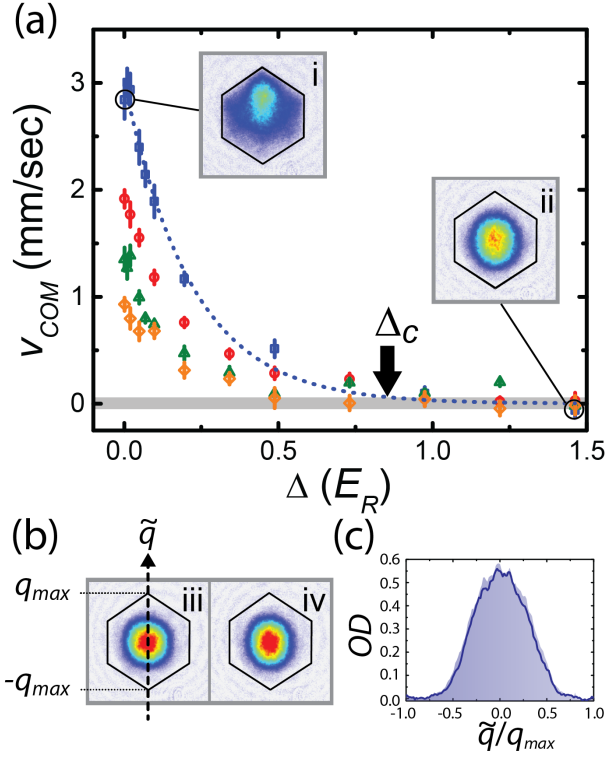 (a)
3
2
1
0
v_COM (mm/sec)
i
ii
Δ_C
0.0 0.5 1.0 1.5
Δ (E_R)
(b)
q̃
q_max
-q_max
iii
iv
(c)
0.6
0.5
0.4
0.3
0.2
0.1
0.0
OD
-1.0 -0.5 0.0 0.5 1.0
q̃/q_max